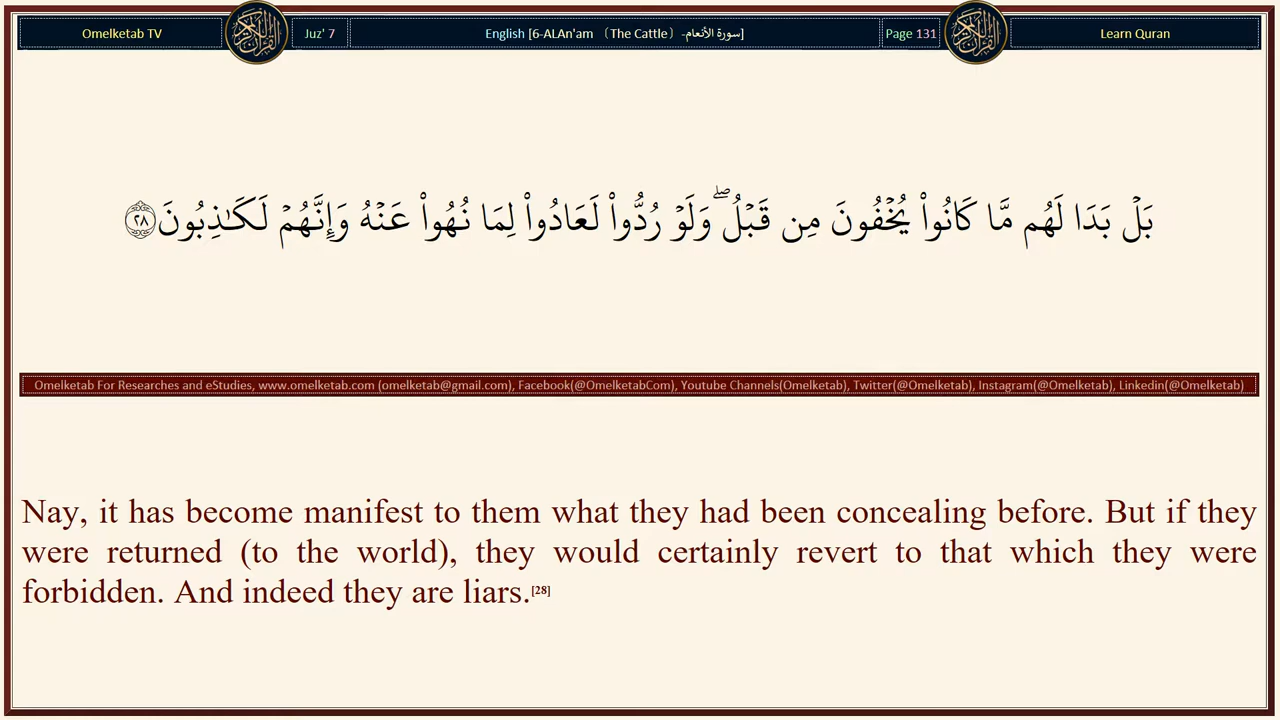 Omelketab TV
Juz' 7
English [6-ALAn'am (The Cattle) -سورة الأنعام]
Page 131
Learn Quran
بَلۡ بَدَا لَهُم مَّا كَانُواْ يُخۡفُونَ مِن قَبۡلُۖ وَلَوۡ رُدُّواْ لَعَادُواْ لِمَا نُهُواْ عَنۡهُ وَإِنَّهُمۡ لَكَٰذِبُونَ ٢٨
Omelketab For Researches and eStudies, www.omelketab.com (omelketab@gmail.com), Facebook(@OmelketabCom), Youtube Channels(Omelketab), Twitter(@Omelketab), Instagram(@Omelketab), Linkedin(@Omelketab)
Nay, it has become manifest to them what they had been concealing before. But if they
were returned (to the world), they would certainly revert to that which they were
forbidden. And indeed they are liars.[28]